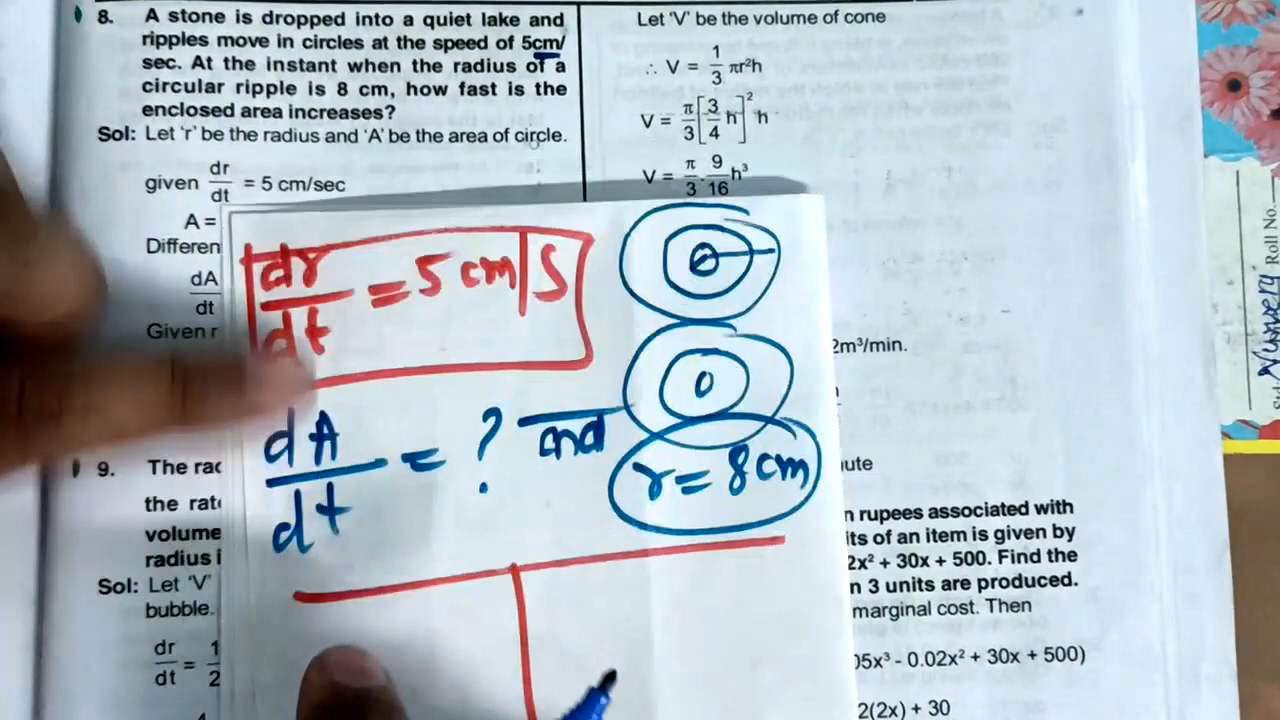 8. A stone is dropped into a quiet lake and
ripples move in circles at the speed of 5cm/
sec. At the instant when the radius of a
circular ripple is 8 cm, how fast is the
enclosed area increases?
Sol: Let 'r' be the radius and 'A' be the area of circle.
given dr/dt = 5 cm/sec
A =
Differen
dA
dt
Given r
9. The rad
the rate
volume
radius i
Sol: Let 'V'
bubble.
dr/dt = 1/2
Let 'V' be the volume of cone
∴ V = 1/3 πr²h
V = π/3 [3/4 h]² h
V = π/3 . 9/16 h³
2m³/min.
ute
n rupees associated with
its of an item is given by
2x² + 30x + 500. Find the
n 3 units are produced.
marginal cost. Then
05x³ - 0.02x² + 30x + 500)
2(2x) + 30
dr/dt = 5 cm/S
dA/dt = ? and r = 8 cm
Roll No.